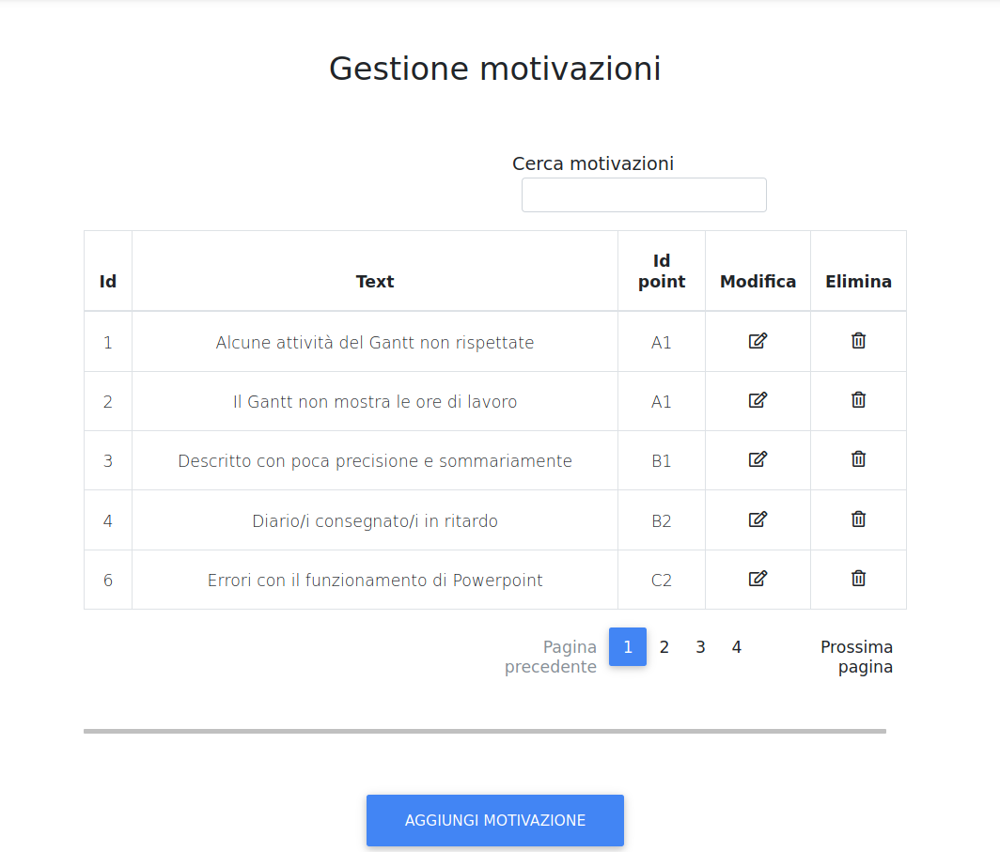 Gestione motivazioni
Cerca motivazioni
Id Text Id point Modifica Elimina
1 Alcune attività del Gantt non rispettate A1
2 Il Gantt non mostra le ore di lavoro A1
3 Descritto con poca precisione e sommariamente B1
4 Diario/i consegnato/i in ritardo B2
6 Errori con il funzionamento di Powerpoint C2
Pagina precedente 1 2 3 4 Prossima pagina
AGGIUNGI MOTIVAZIONE